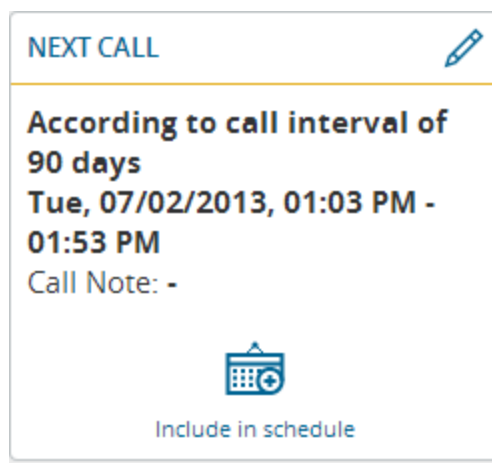 NEXT CALL
According to call interval of
90 days
Tue, 07/02/2013, 01:03 PM -
01:53 PM
Call Note: -
Include in schedule